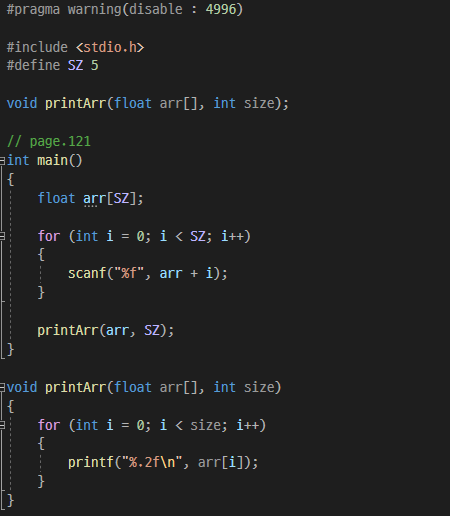 #pragma warning(disable : 4996)
#include <stdio.h>
#define SZ 5
void printArr(float arr[], int size);
// page.121
int main()
{
float arr[SZ];
for (int i = 0; i < SZ; i++)
{
scanf("%f", arr + i);
}
printArr(arr, SZ);
}
void printArr(float arr[], int size)
{
for (int i = 0; i < size; i++)
{
printf("%.2f\n", arr[i]);
}
}